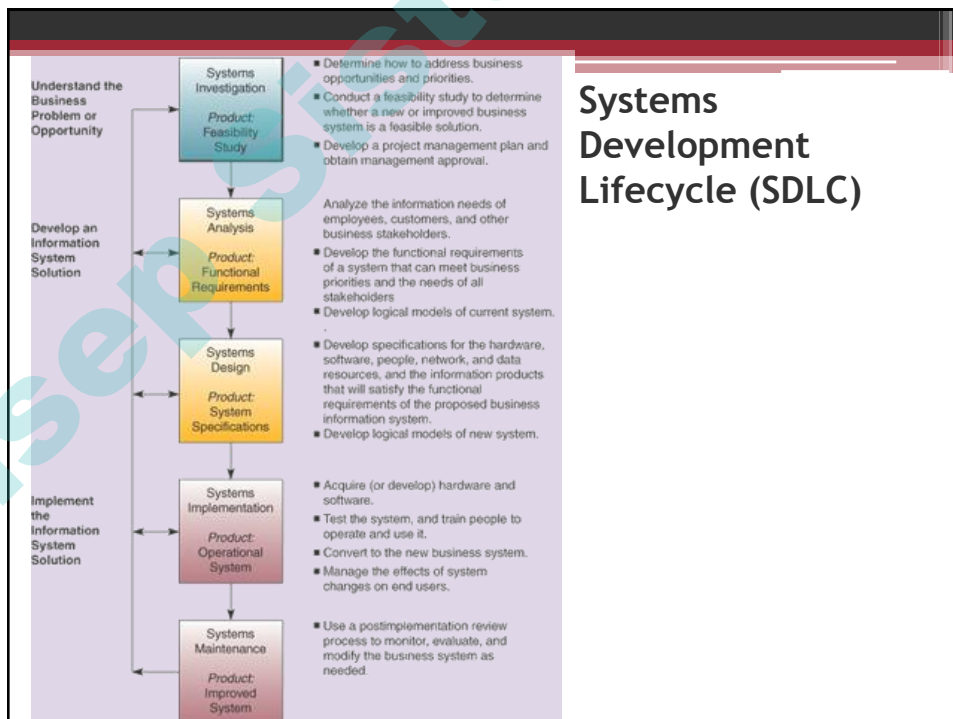 Systems
Development
Lifecycle (SDLC)
Understand the
Business
Problem or
Opportunity
Systems
Investigation
Product:
Feasibility
Study
■ Determine how to address business
opportunities and priorities.
■ Conduct a feasibility study to determine
whether a new or improved business
system is a feasible solution.
■ Develop a project management plan and
obtain management approval.
Develop an
Information
System
Solution
Systems
Analysis
Product:
Functional
Requirements
Analyze the information needs of
employees, customers, and other
business stakeholders.
■ Develop the functional requirements
of a system that can meet business
priorities and the needs of all
stakeholders
■ Develop logical models of current system.
.
Systems
Design
Product:
System
Specifications
■ Develop specifications for the hardware,
software, people, network, and data
resources, and the information products
that will satisfy the functional
requirements of the proposed business
information system.
■ Develop logical models of new system.
Implement
the
Information
System
Solution
Systems
Implementation
Product:
Operational
System
■ Acquire (or develop) hardware and
software.
■ Test the system, and train people to
operate and use it.
■ Convert to the new business system.
■ Manage the effects of system
changes on end users.
Systems
Maintenance
Product:
Improved
System
■ Use a postimplementation review
process to monitor, evaluate, and
modify the business system as
needed.